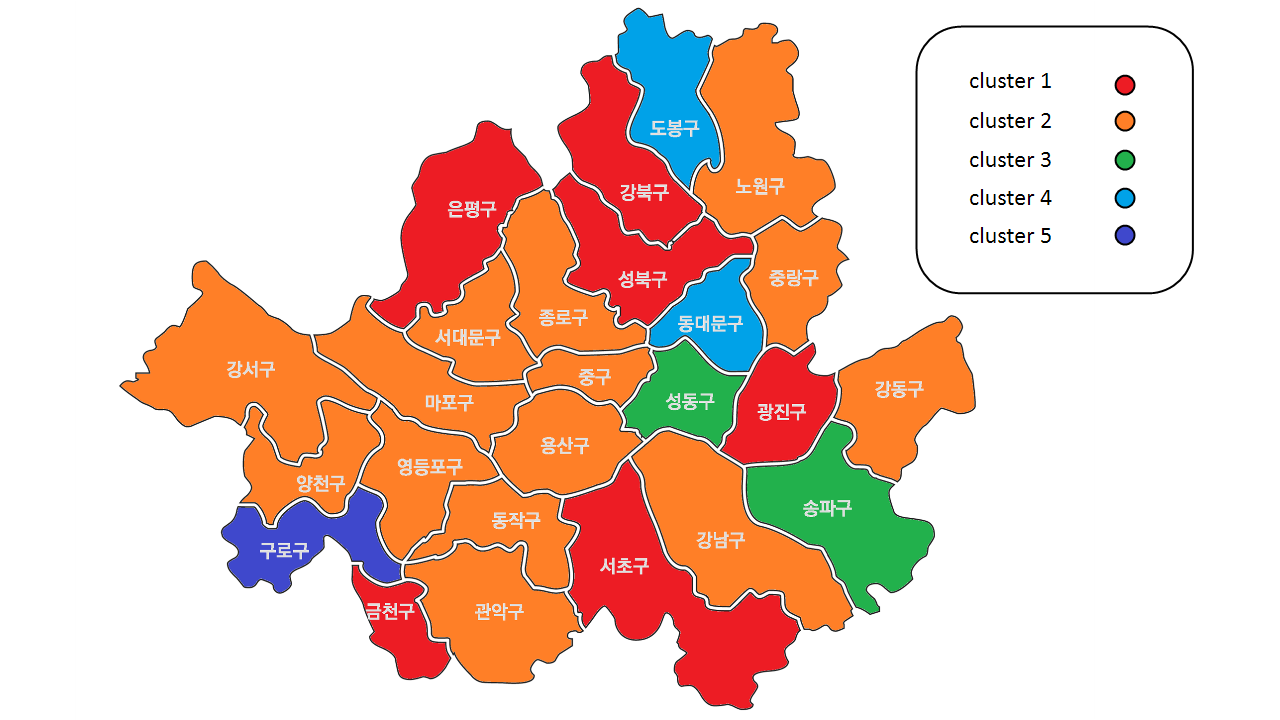 cluster 1
cluster 2
cluster 3
cluster 4
cluster 5
도봉구
노원구
강북구
은평구
성북구
중랑구
종로구
동대문구
서대문구
강서구
중구
강동구
마포구
성동구
광진구
용산구
영등포구
양천구
송파구
동작구
강남구
구로구
서초구
금천구
관악구